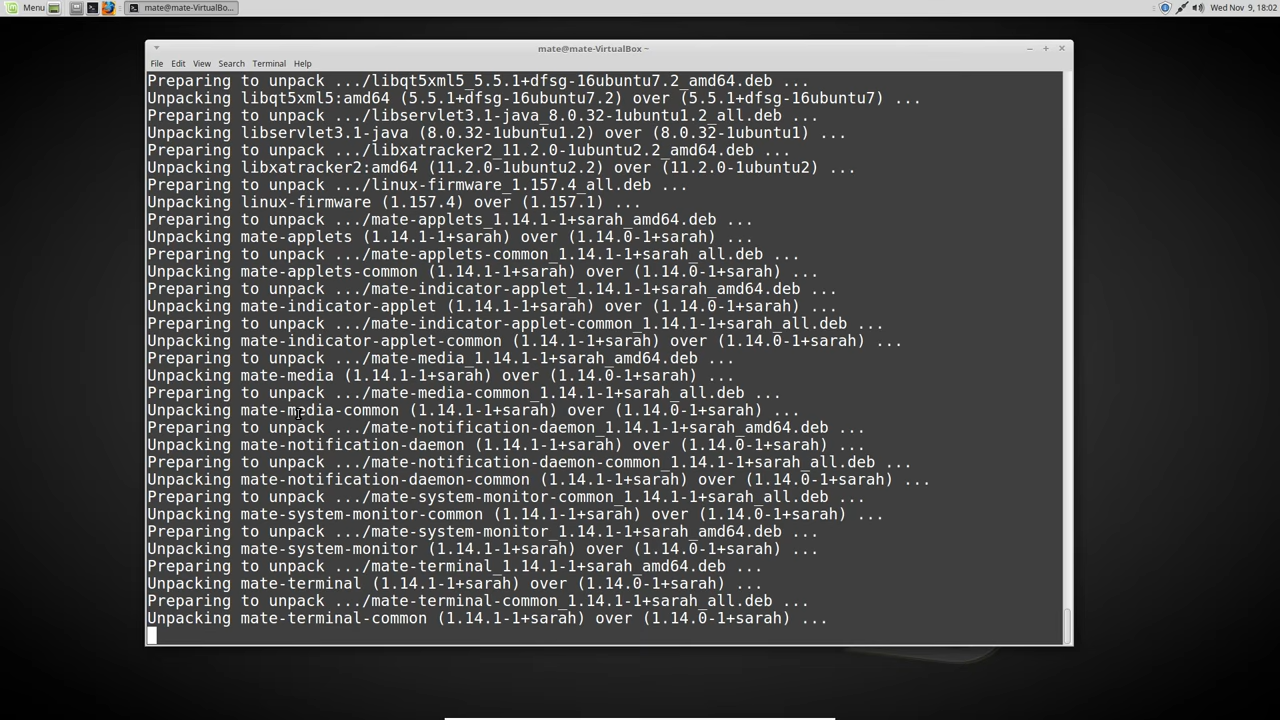 Menu
mate@mate-VirtualBo...
Wed Nov 9, 18:02
mate@mate-VirtualBox ~
File Edit View Search Terminal Help
Preparing to unpack .../libqt5xml5_5.5.1+dfsg-16ubuntu7.2_amd64.deb ...
Unpacking libqt5xml5:amd64 (5.5.1+dfsg-16ubuntu7.2) over (5.5.1+dfsg-16ubuntu7) ...
Preparing to unpack .../libservlet3.1-java_8.0.32-1ubuntu1.2_all.deb ...
Unpacking libservlet3.1-java (8.0.32-1ubuntu1.2) over (8.0.32-1ubuntu1) ...
Preparing to unpack .../libxatracker2_11.2.0-1ubuntu2.2_amd64.deb ...
Unpacking libxatracker2:amd64 (11.2.0-1ubuntu2.2) over (11.2.0-1ubuntu2) ...
Preparing to unpack .../linux-firmware_1.157.4_all.deb ...
Unpacking linux-firmware (1.157.4) over (1.157.1) ...
Preparing to unpack .../mate-applets_1.14.1-1+sarah_amd64.deb ...
Unpacking mate-applets (1.14.1-1+sarah) over (1.14.0-1+sarah) ...
Preparing to unpack .../mate-applets-common_1.14.1-1+sarah_all.deb ...
Unpacking mate-applets-common (1.14.1-1+sarah) over (1.14.0-1+sarah) ...
Preparing to unpack .../mate-indicator-applet_1.14.1-1+sarah_amd64.deb ...
Unpacking mate-indicator-applet (1.14.1-1+sarah) over (1.14.0-1+sarah) ...
Preparing to unpack .../mate-indicator-applet-common_1.14.1-1+sarah_all.deb ...
Unpacking mate-indicator-applet-common (1.14.1-1+sarah) over (1.14.0-1+sarah) ...
Preparing to unpack .../mate-media_1.14.1-1+sarah_amd64.deb ...
Unpacking mate-media (1.14.1-1+sarah) over (1.14.0-1+sarah) ...
Preparing to unpack .../mate-media-common_1.14.1-1+sarah_all.deb ...
Unpacking mate-media-common (1.14.1-1+sarah) over (1.14.0-1+sarah) ...
Preparing to unpack .../mate-notification-daemon_1.14.1-1+sarah_amd64.deb ...
Unpacking mate-notification-daemon (1.14.1-1+sarah) over (1.14.0-1+sarah) ...
Preparing to unpack .../mate-notification-daemon-common_1.14.1-1+sarah_all.deb ...
Unpacking mate-notification-daemon-common (1.14.1-1+sarah) over (1.14.0-1+sarah) ...
Preparing to unpack .../mate-system-monitor-common_1.14.1-1+sarah_all.deb ...
Unpacking mate-system-monitor-common (1.14.1-1+sarah) over (1.14.0-1+sarah) ...
Preparing to unpack .../mate-system-monitor_1.14.1-1+sarah_amd64.deb ...
Unpacking mate-system-monitor (1.14.1-1+sarah) over (1.14.0-1+sarah) ...
Preparing to unpack .../mate-terminal_1.14.1-1+sarah_amd64.deb ...
Unpacking mate-terminal (1.14.1-1+sarah) over (1.14.0-1+sarah) ...
Preparing to unpack .../mate-terminal-common_1.14.1-1+sarah_all.deb ...
Unpacking mate-terminal-common (1.14.1-1+sarah) over (1.14.0-1+sarah) ...